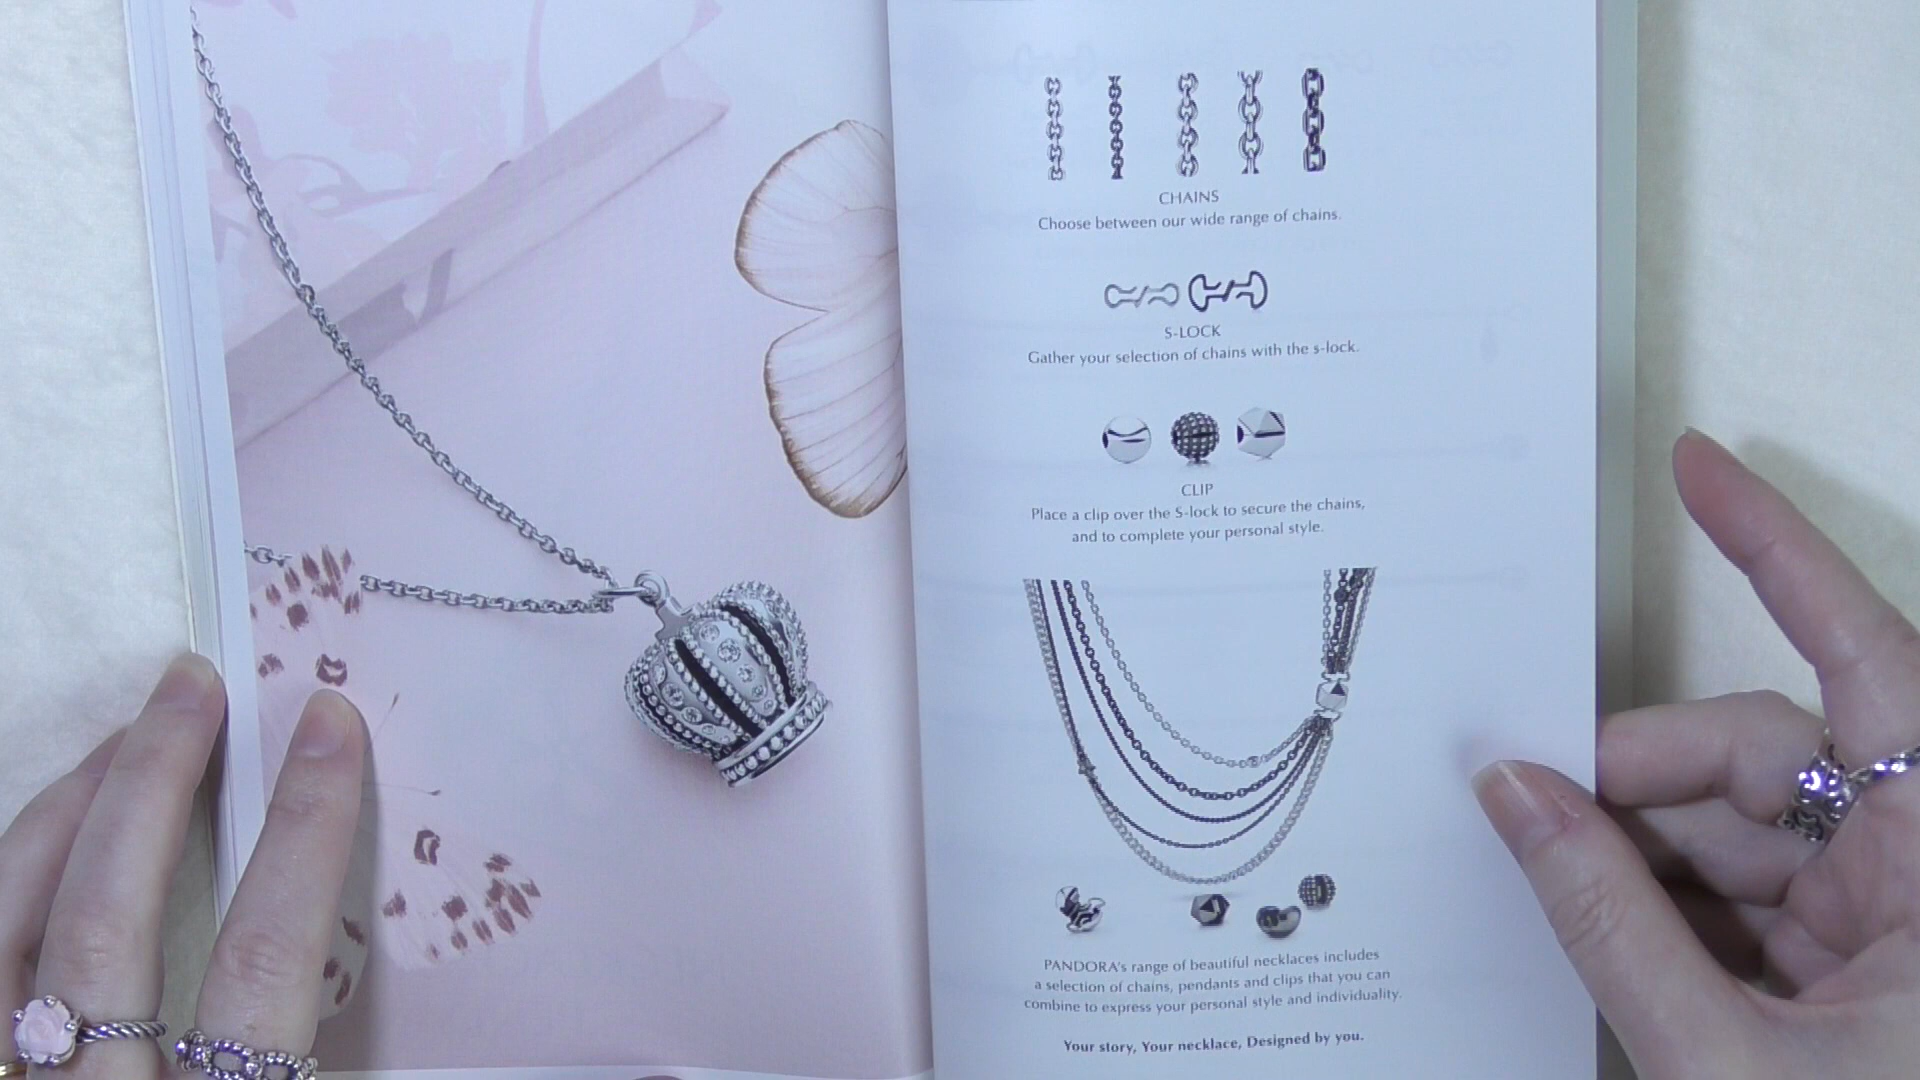 CHAINS
Choose between our wide range of chains.
S-LOCK
Gather your selection of chains with the s-lock.
CLIP
Place a clip over the S-lock to secure the chains,
and to complete your personal style.
PANDORA's range of beautiful necklaces includes
a selection of chains, pendants and clips that you can
combine to express your personal style and individuality.
Your story, Your necklace, Designed by you.